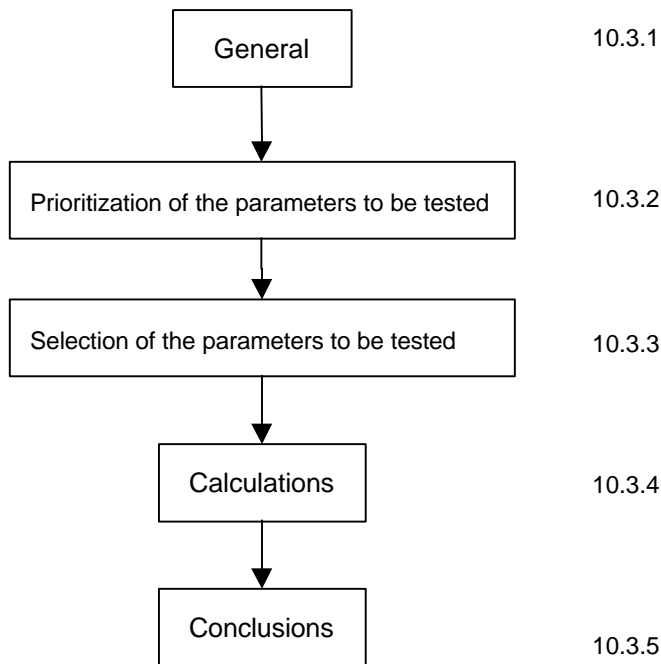 General
10.3.1
Prioritization of the parameters to be tested
10.3.2
Selection of the parameters to be tested
10.3.3
Calculations
10.3.4
Conclusions
10.3.5